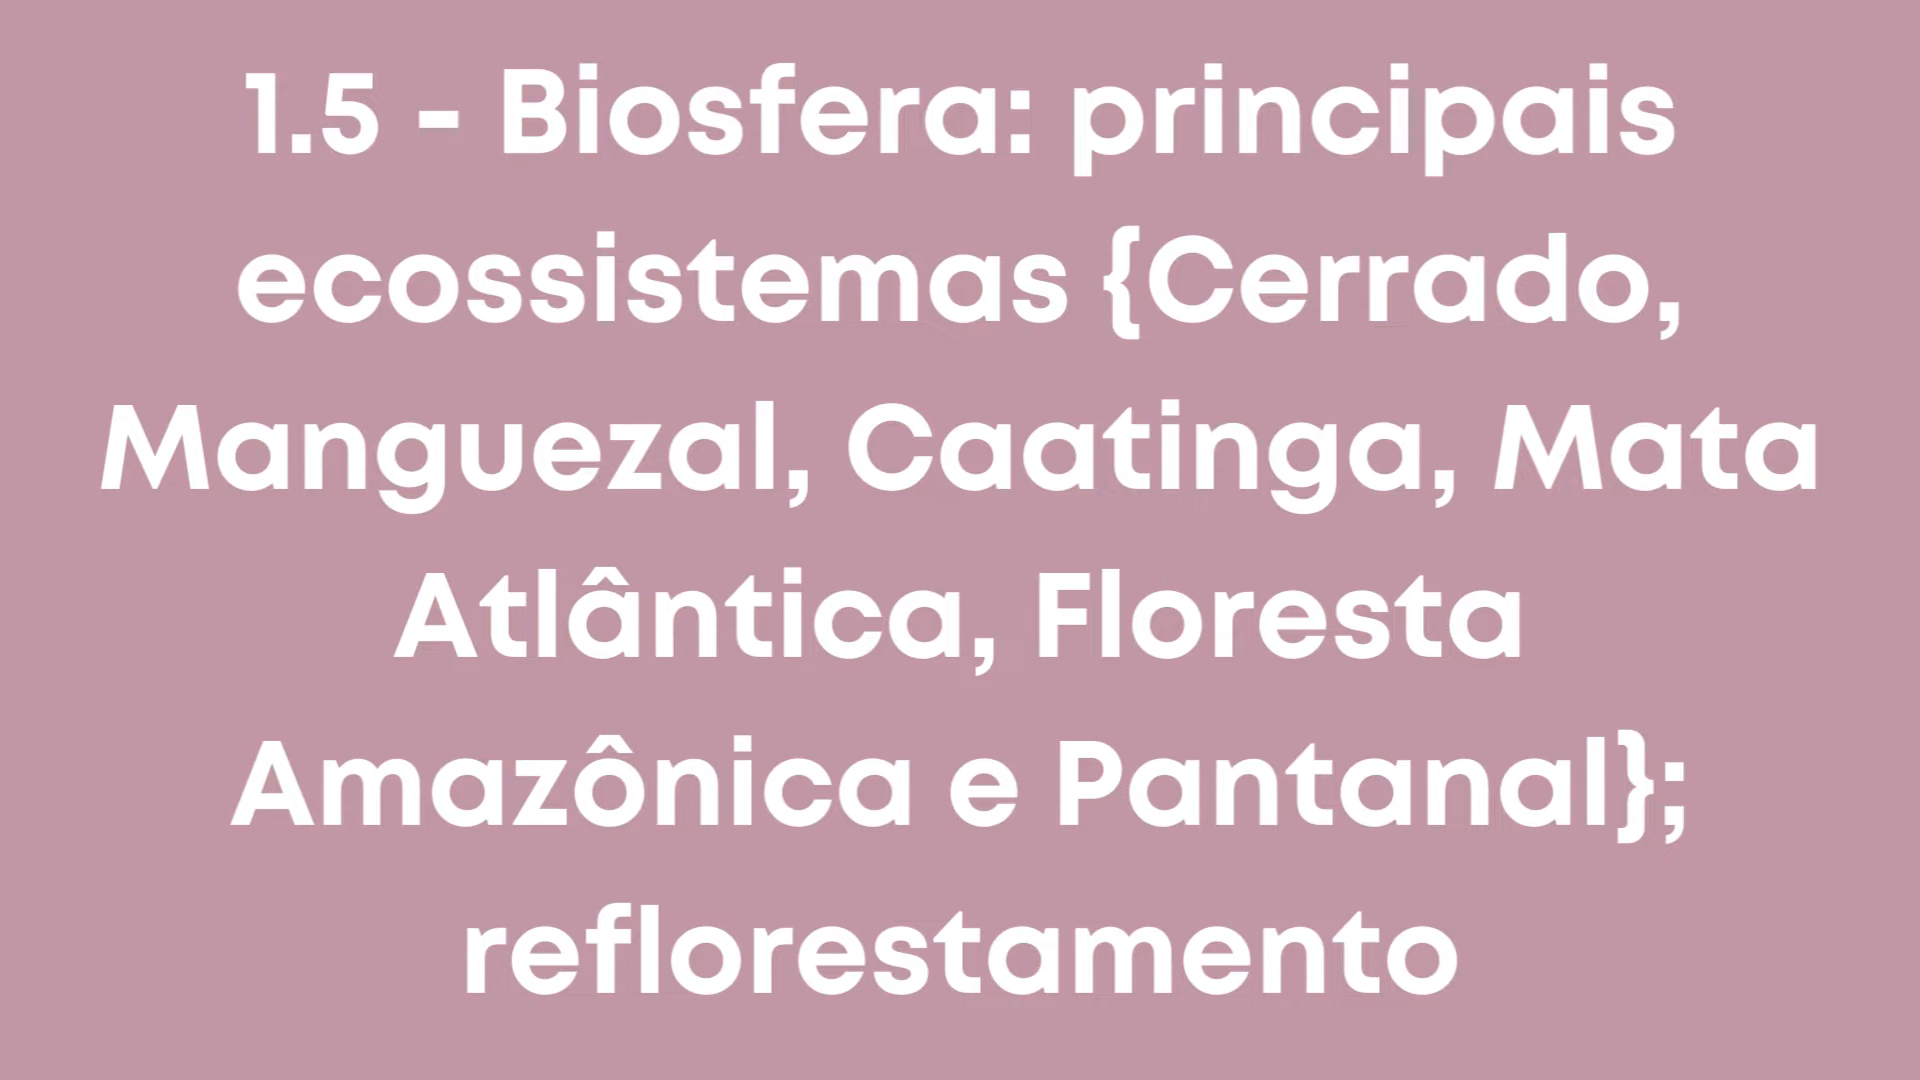 1.5 - Biosfera: principais
ecossistemas {Cerrado,
Manguezal, Caatinga, Mata
Atlântica, Floresta
Amazônica e Pantanal};
reflorestamento